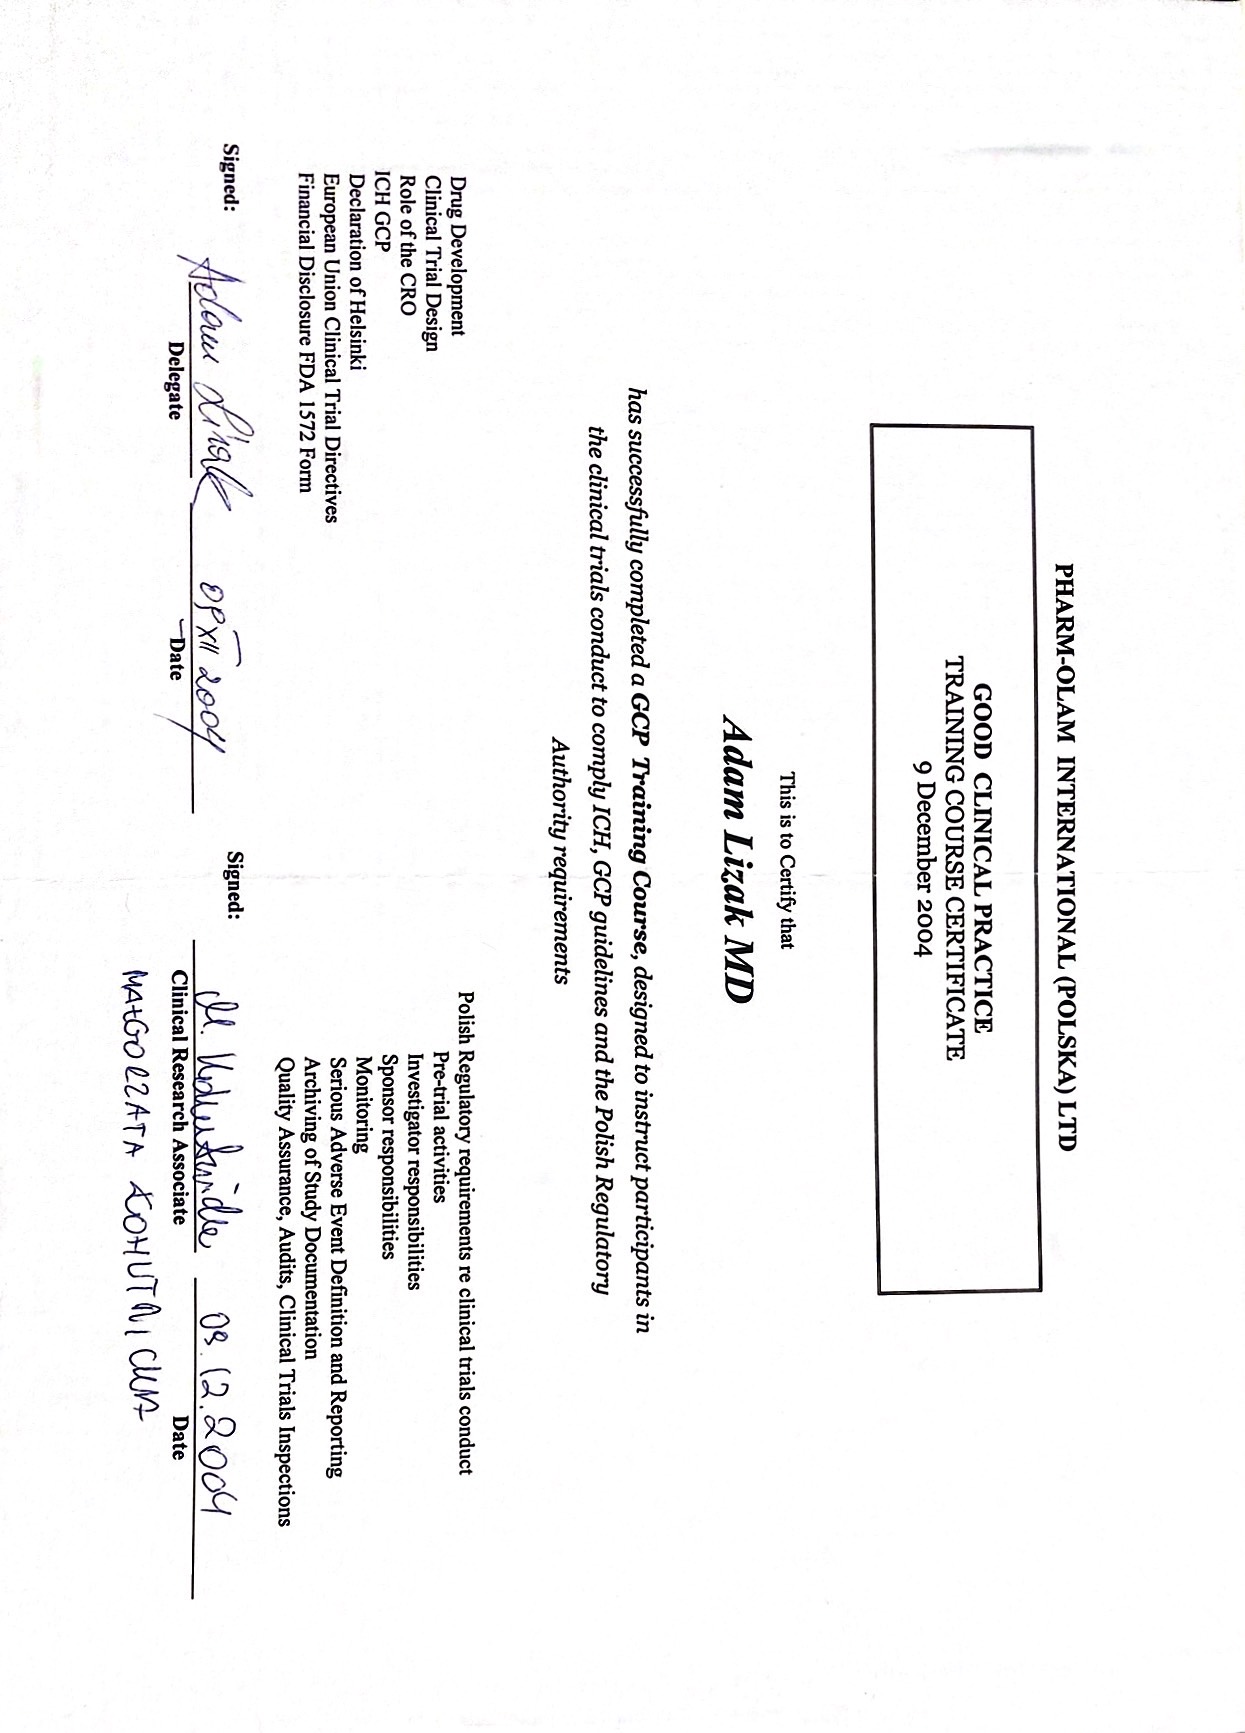 PHARM-OLAM INTERNATIONAL (POLSKA) LTD
GOOD CLINICAL PRACTICE
TRAINING COURSE CERTIFICATE
9 December 2004
This is to Certify that
Adam Lizak MD
has successfully completed a GCP Training Course, designed to instruct participants in
the clinical trials conduct to comply ICH, GCP guidelines and the Polish Regulatory
Authority requirements
Drug Development
Clinical Trial Design
Role of the CRO
ICH GCP
Declaration of Helsinki
European Union Clinical Trial Directives
Financial Disclosure FDA 1572 Form
Polish Regulatory requirements re clinical trials conduct
Pre-trial activities
Investigator responsibilities
Sponsor responsibilities
Monitoring
Serious Adverse Event Definition and Reporting
Archiving of Study Documentation
Quality Assurance, Audits, Clinical Trials Inspections
Signed: Adam Lizak 09 XII 2004
Delegate Date
Signed: M. 09.12.2004
Clinical Research Associate Date
MAŁGORZATA KOHUTNICKA